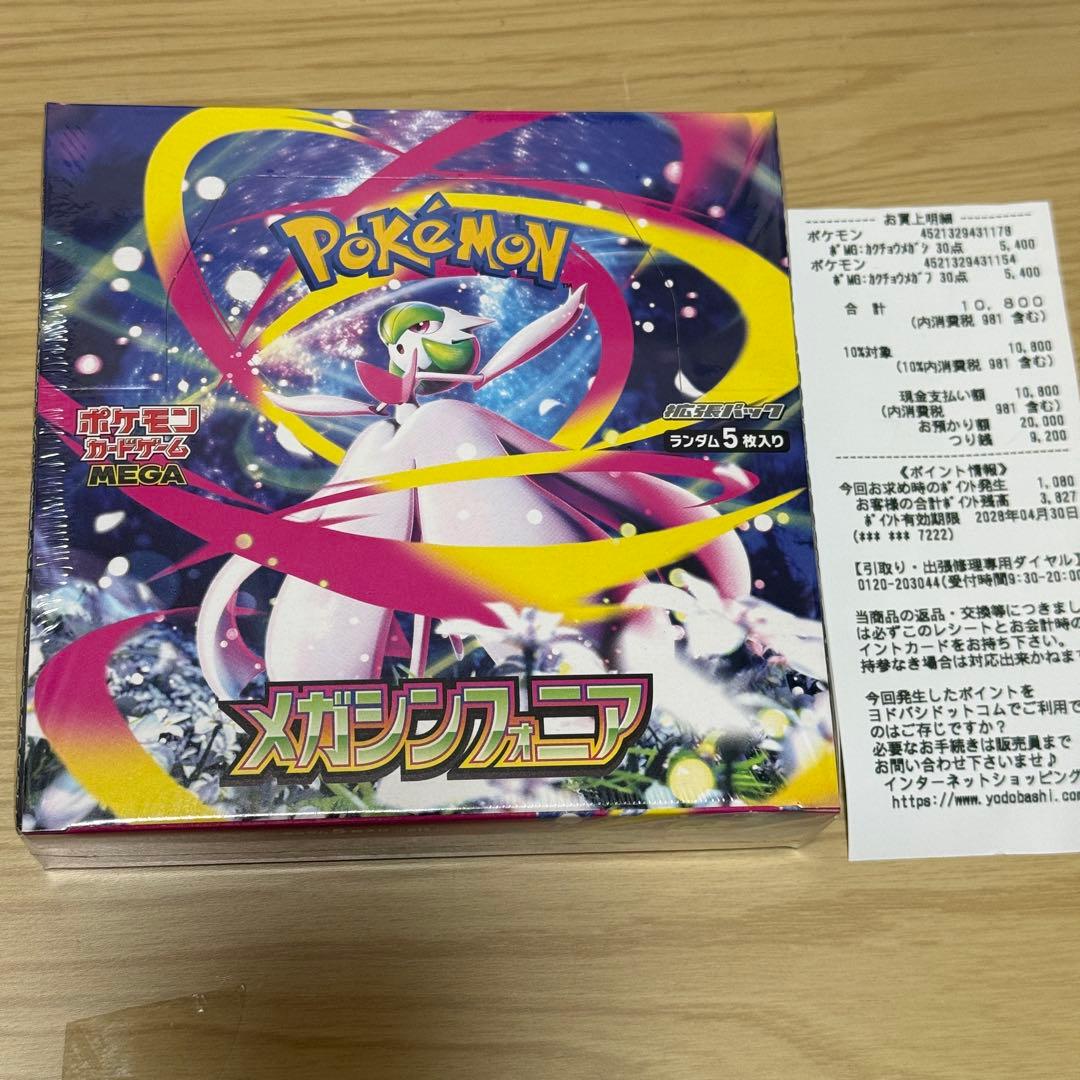 POKéMON
TM
ポケモン
カードゲーム
MEGA
拡張パック
ランダム5枚入り
メガシンフォニア
---------- お買上明細 ----------
ポケモン 4521329431178
ﾎﾟMG:ｶｸﾁｮｳﾒｶﾞｼ 30点 5,400
ポケモン 4521329431154
ﾎﾟMG:ｶｸﾁｮｳﾒｶﾞﾌﾞ 30点 5,400
合 計 10,800
(内消費税 981 含む)
10%対象 10,800
(10%内消費税 981 含む)
現金支払い額 10,800
(内消費税 981 含む)
お預かり額 20,000
つり銭 9,200
《ポイント情報》
今回お求め時のﾎﾟｲﾝﾄ発生 1,080
お客様の合計ﾎﾟｲﾝﾄ残高 3,827
ﾎﾟｲﾝﾄ有効期限 2028年04月30日
(*** *** 7222)
【引取り・出張修理専用ダイヤル】
0120-203044(受付時間9:30-20:00
当商品の返品・交換等につきまし
は必ずこのレシートとお会計時の
イントカードをお持ち下さい。
持参なき場合は対応出来かねます
今回発生したポイントを
ヨドバシドットコムでご利用で
のはご存じですか？
必要なお手続きは販売員まで
お問い合わせ下さいませ♪
インターネットショッピング
https://www.yodobashi.com